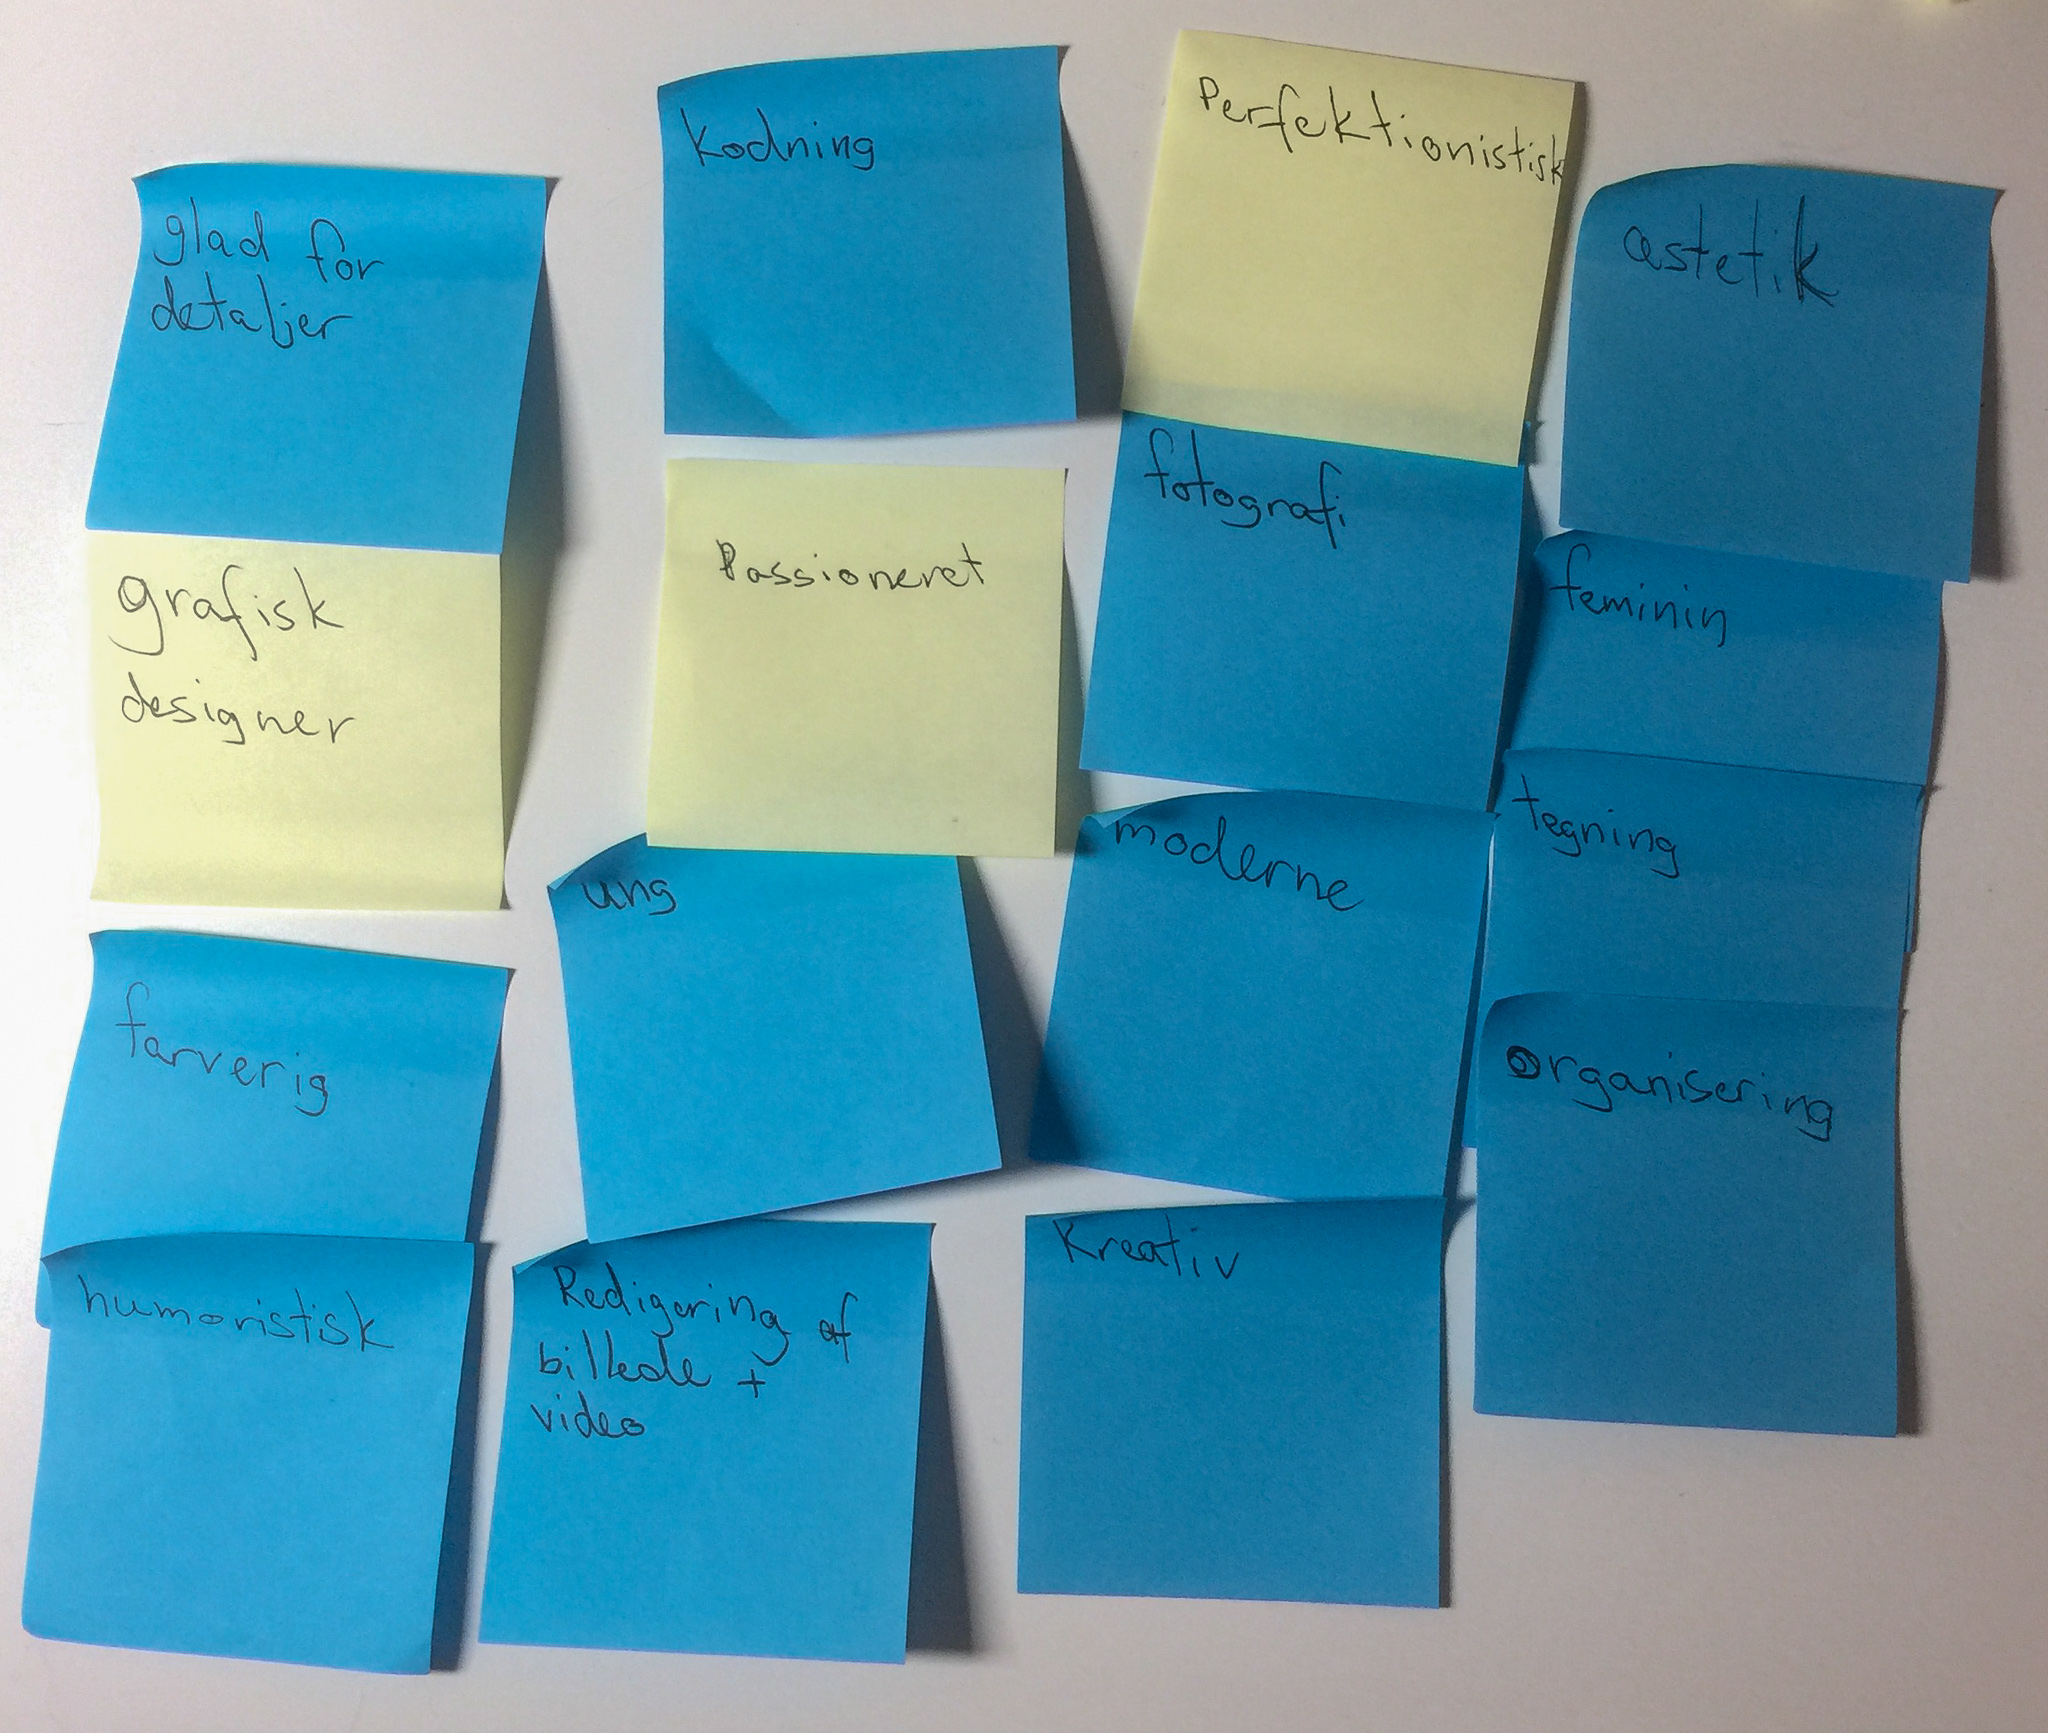 glad for
detaljer
grafisk
designer
farverig
humoristisk
Kodning
Passioneret
ung
Redigering af
billede +
video
Perfektionistisk
fotografi
moderne
Kreativ
æstetik
feminin
tegning
organisering